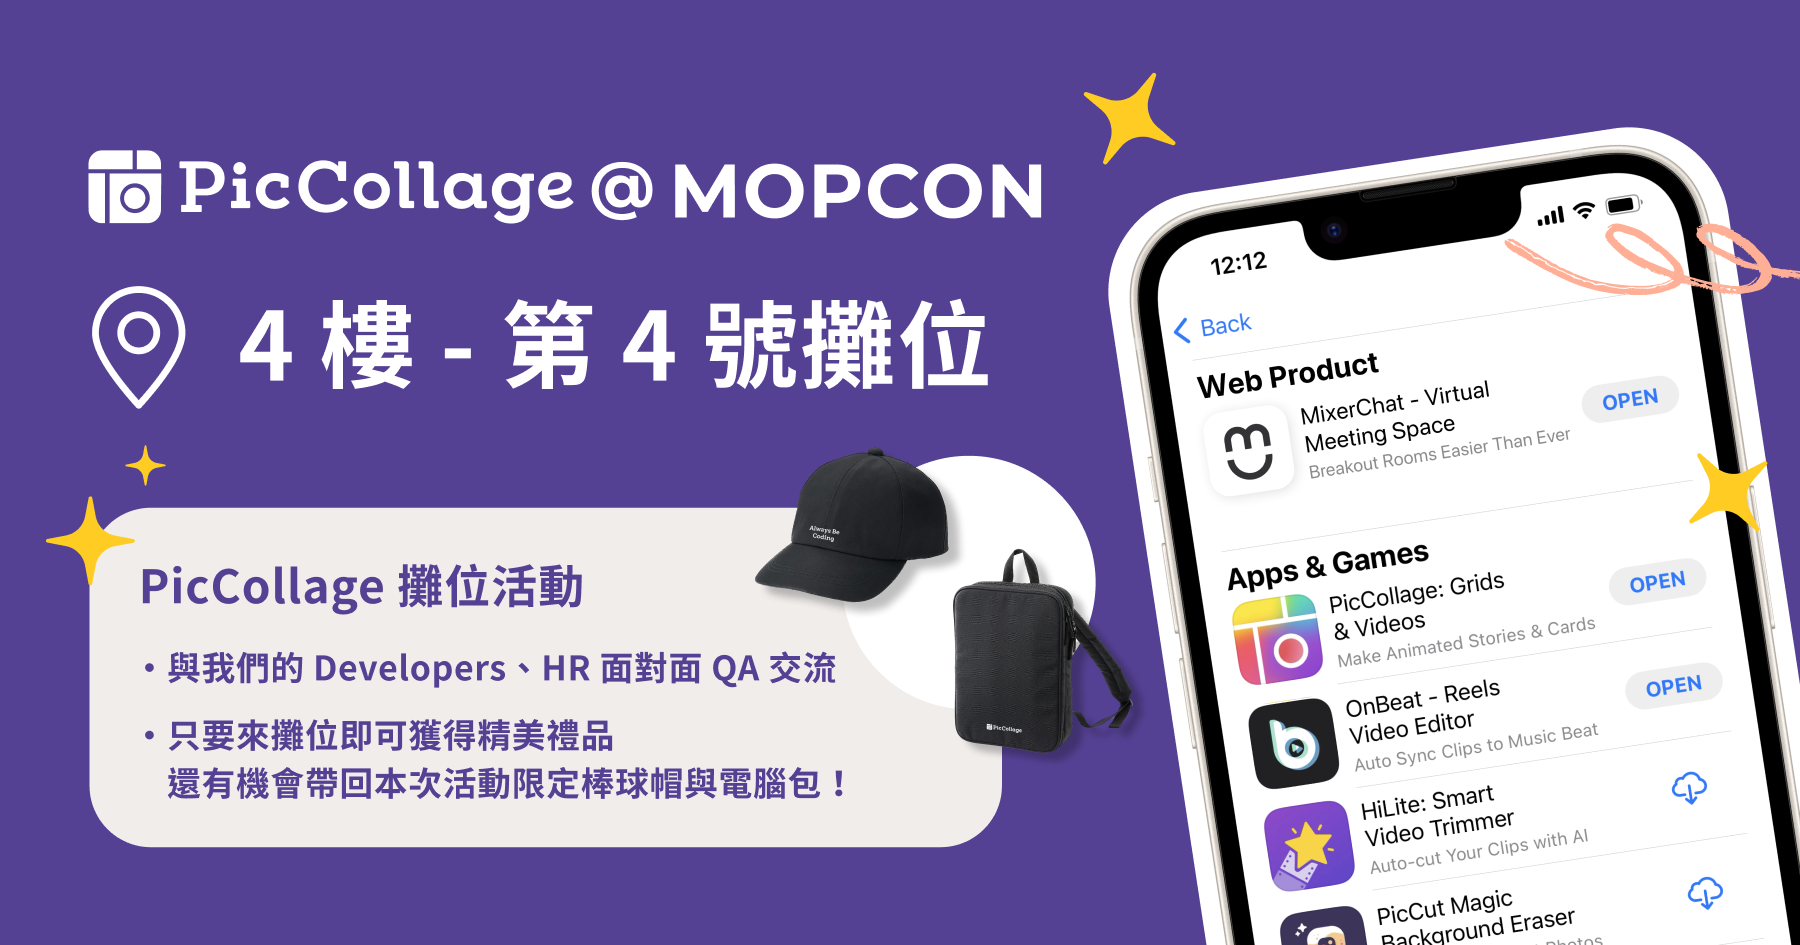 PicCollage @ MOPCON
4 樓 - 第 4 號攤位
PicCollage 攤位活動
・與我們的 Developers、HR 面對面 QA 交流
・只要來攤位即可獲得精美禮品
還有機會帶回本次活動限定棒球帽與電腦包！
Always Be
Coding
PicCollage
12:12
Back
Web Product
MixerChat - Virtual
Meeting Space
Breakout Rooms Easier Than Ever
OPEN
Apps & Games
PicCollage: Grids
& Videos
Make Animated Stories & Cards
OPEN
OnBeat - Reels
Video Editor
Auto Sync Clips to Music Beat
OPEN
HiLite: Smart
Video Trimmer
Auto-cut Your Clips with AI
PicCut Magic
Background Eraser
Photos